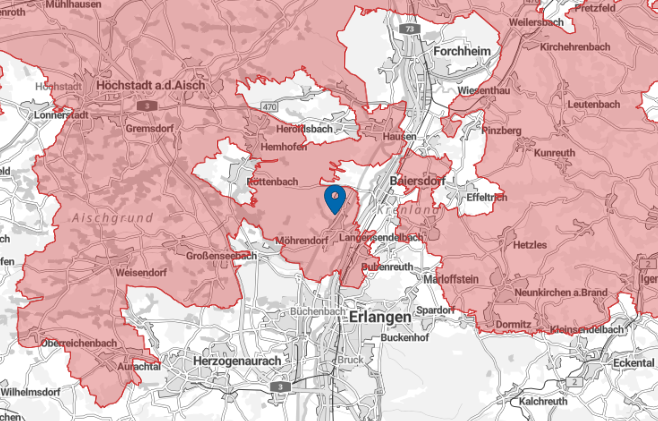 Mühlhausen
Pretzfeld
Weilersbach
73
Forchheim
Kirchehrenbach
Höchstadt
Höchstadt a.d.Aisch
Wiesenthau
3
470
Leutenbach
Lonnerstadt
Gremsdorf
Heroldsbach
Hausen
Pinzberg
Hemhofen
Kunreuth
Röttenbach
Baiersdorf
Effeltrich
Aischgrund
Krenland
Möhrendorf
Langensendelbach
Hetzles
Großenseebach
Weisendorf
Bubenreuth
Marloffstein
Neunkirchen a.Brand
Büchenbach
Erlangen
Spardorf
Dormitz
Kleinsendelbach
Oberreichenbach
Buckenhof
Herzogenaurach
Bruck
Eckental
Aurachtal
3
2
Wilhelmsdorf
Kalchreuth